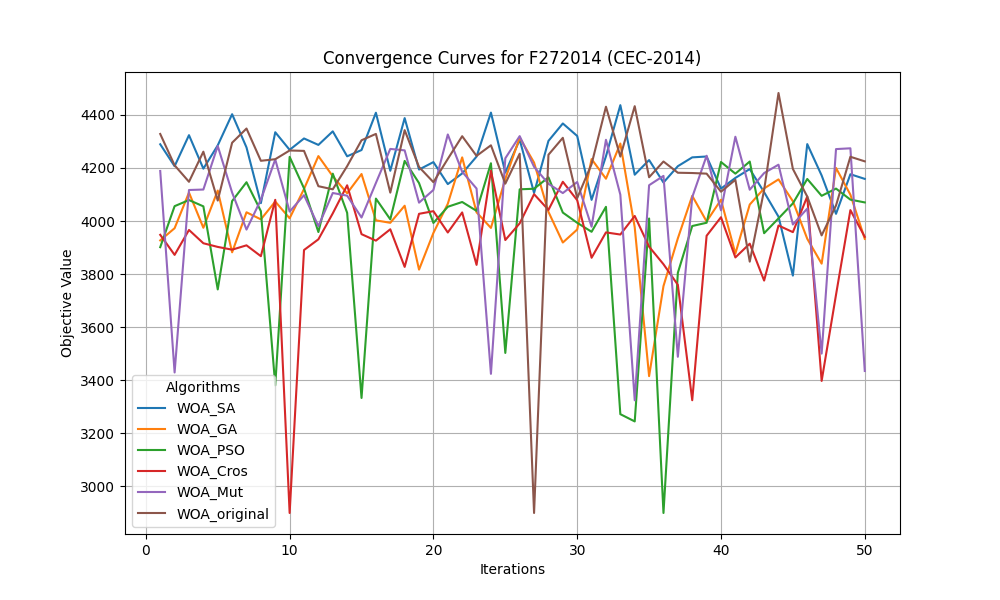 Convergence Curves for F272014 (CEC-2014)
Objective Value
4400
4200
4000
3800
3600
3400
3200
3000
Algorithms
WOA_SA
WOA_GA
WOA_PSO
WOA_Cros
WOA_Mut
WOA_original
0 10 20 30 40 50
Iterations